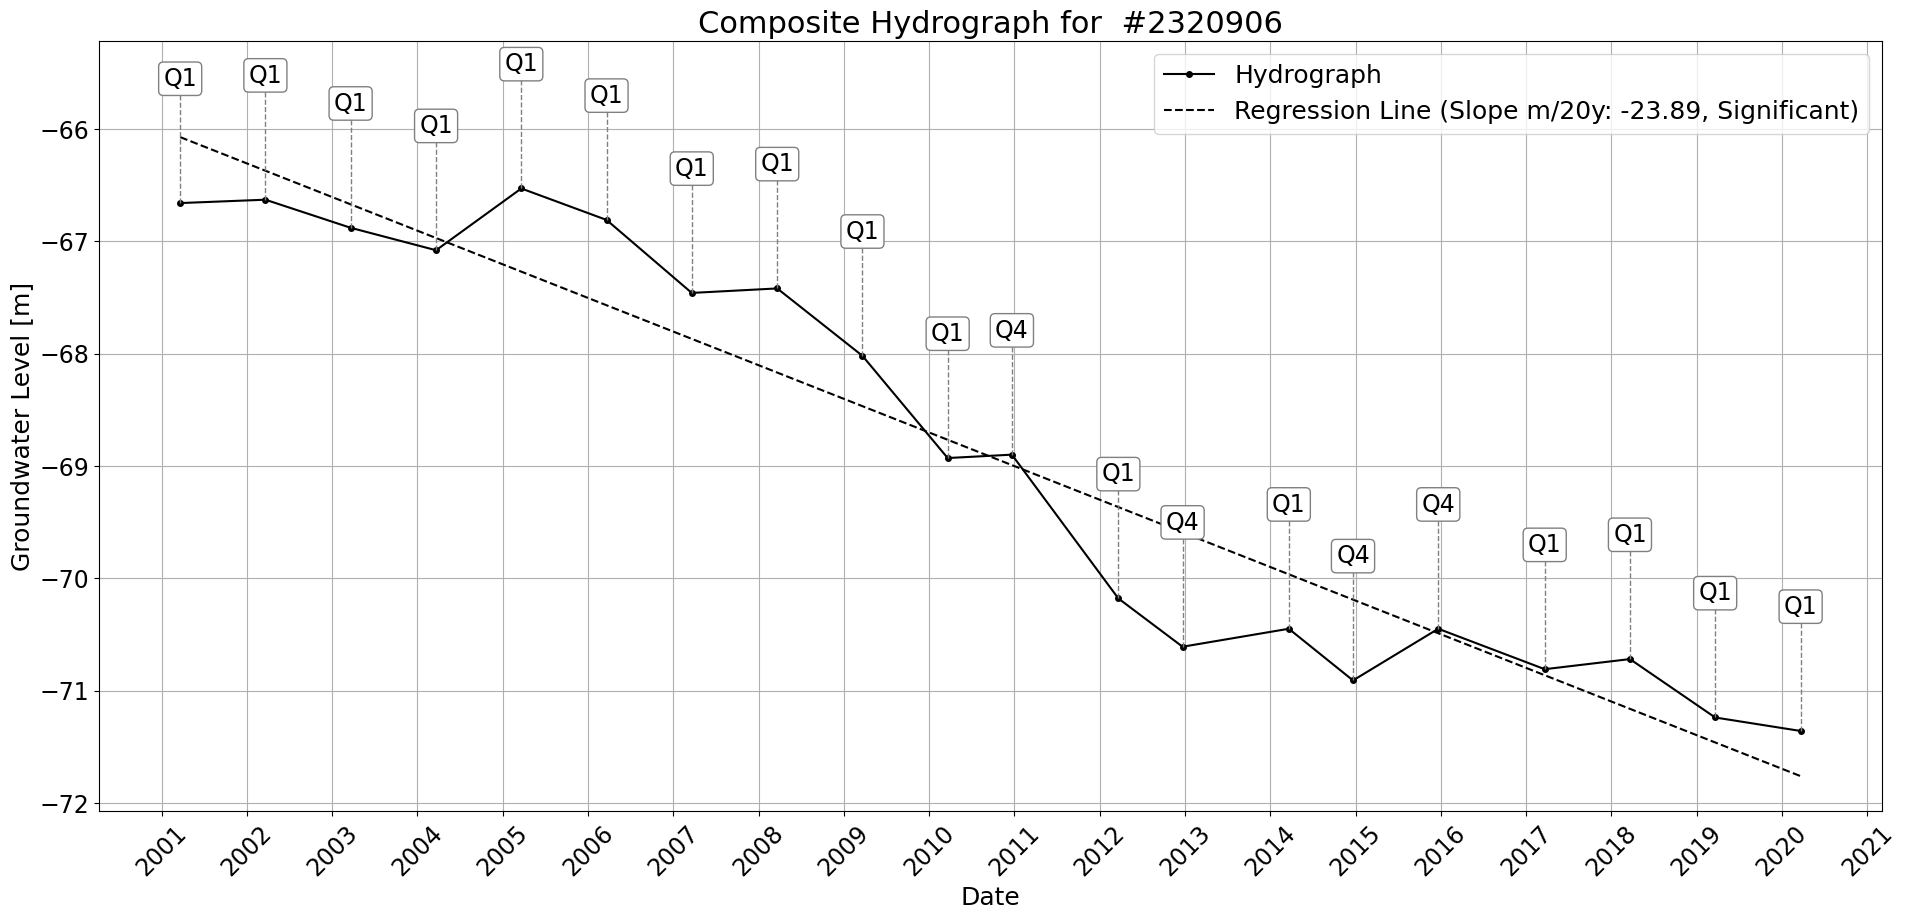 Composite Hydrograph for  #2320906
Hydrograph
Regression Line (Slope m/20y: -23.89, Significant)
Q1
Q1
Q1
Q1
Q1
Q1
Q1
Q1
Q1
Q1
Q4
Q1
Q4
Q1
Q4
Q4
Q1
Q1
Q1
Q1
Groundwater Level [m]
−66
−67
−68
−69
−70
−71
−72
2001
2002
2003
2004
2005
2006
2007
2008
2009
2010
2011
2012
2013
2014
2015
2016
2017
2018
2019
2020
2021
Date